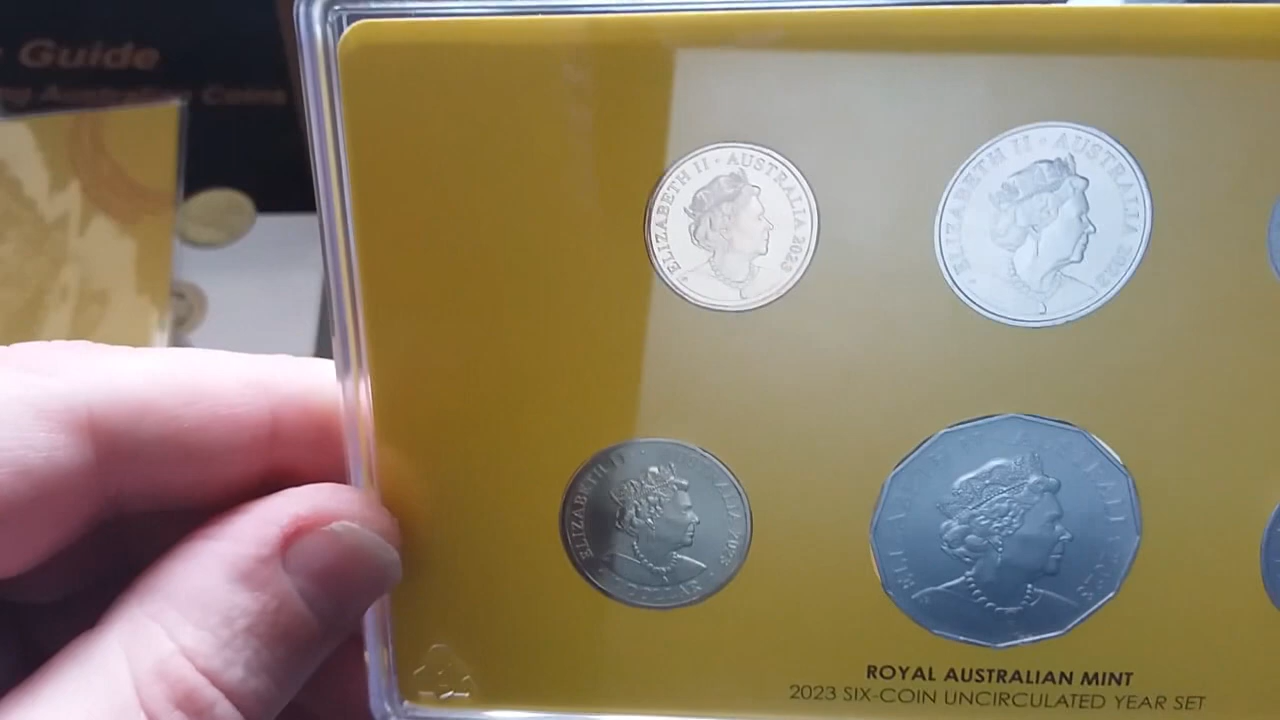 Guide
Coins
ELIZABETH II · AUSTRALIA 2023
ELIZABETH II · AUSTRALIA 2023
ELIZABETH II · AUSTRALIA 2023
ROYAL AUSTRALIAN MINT
2023 SIX-COIN UNCIRCULATED YEAR SET